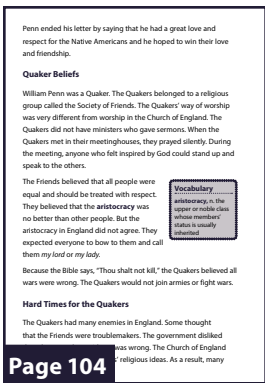 Penn ended his letter by saying that he had a great love and
respect for the Native Americans and he hoped to win their love
and friendship.
Quaker Beliefs
William Penn was a Quaker. The Quakers belonged to a religious
group called the Society of Friends. The Quakers' way of worship
was very different from worship in the Church of England. The
Quakers did not have ministers who gave sermons. When the
Quakers met in their meetinghouses, they prayed silently. During
the meeting, anyone who felt inspired by God could stand up and
speak to the others.
The Friends believed that all people were
equal and should be treated with respect.
They believed that the aristocracy was
no better than other people. But the
aristocracy in England did not agree. They
expected everyone to bow to them and call
them my lord or my lady.
Vocabulary
aristocracy, n. the
upper or noble class
whose members'
status is usually
inherited
Because the Bible says, "Thou shalt not kill," the Quakers believed all
wars were wrong. The Quakers would not join armies or fight wars.
Hard Times for the Quakers
The Quakers had many enemies in England. Some thought
that the Friends were troublemakers. The government disliked
was wrong. The Church of England
religious ideas. As a result, many
Page 104